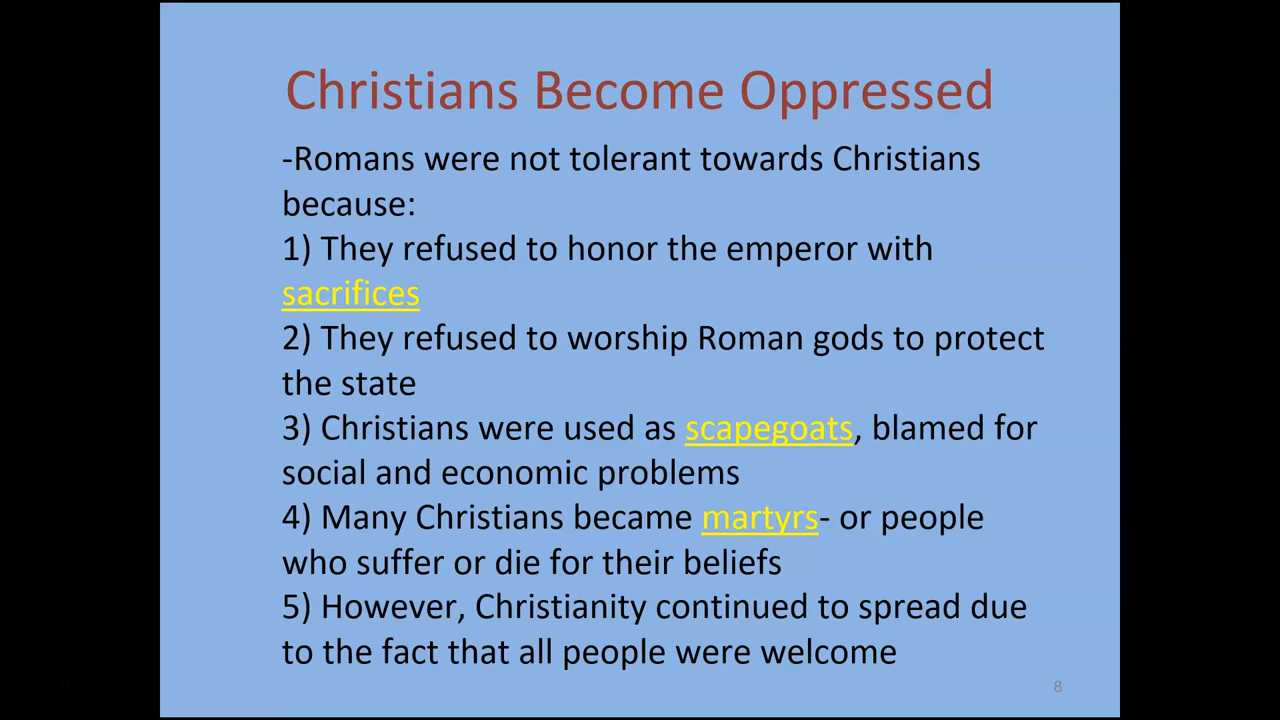 Christians Become Oppressed
-Romans were not tolerant towards Christians
because:
1) They refused to honor the emperor with
sacrifices
2) They refused to worship Roman gods to protect
the state
3) Christians were used as scapegoats, blamed for
social and economic problems
4) Many Christians became martyrs- or people
who suffer or die for their beliefs
5) However, Christianity continued to spread due
to the fact that all people were welcome
8